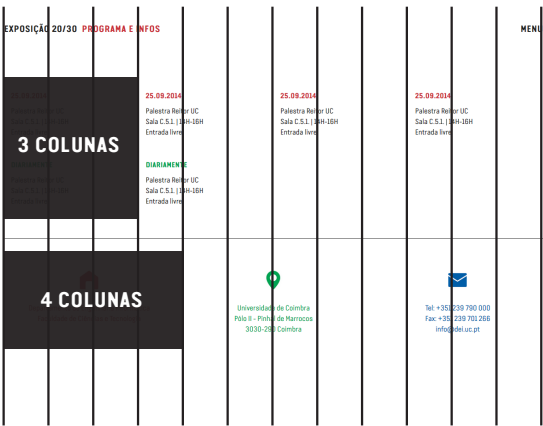 EXPOSIÇÃO 20/30 PROGRAMA E INFOS
MENU
25.09.2014
Palestra Reitor UC
Sala C.5.1. | 14H-16H
Entrada livre
25.09.2014
Palestra Reitor UC
Sala C.5.1. | 14H-16H
Entrada livre
25.09.2014
Palestra Reitor UC
Sala C.5.1. | 14H-16H
Entrada livre
3 COLUNAS
DIARIAMENTE
Palestra Reitor UC
Sala C.5.1. | 14H-16H
Entrada livre
4 COLUNAS
Universidade de Coimbra
Pólo II - Pinhal de Marrocos
3030-290 Coimbra
Tel: +351 239 790 000
Fax: +351 239 701 266
info@dei.uc.pt